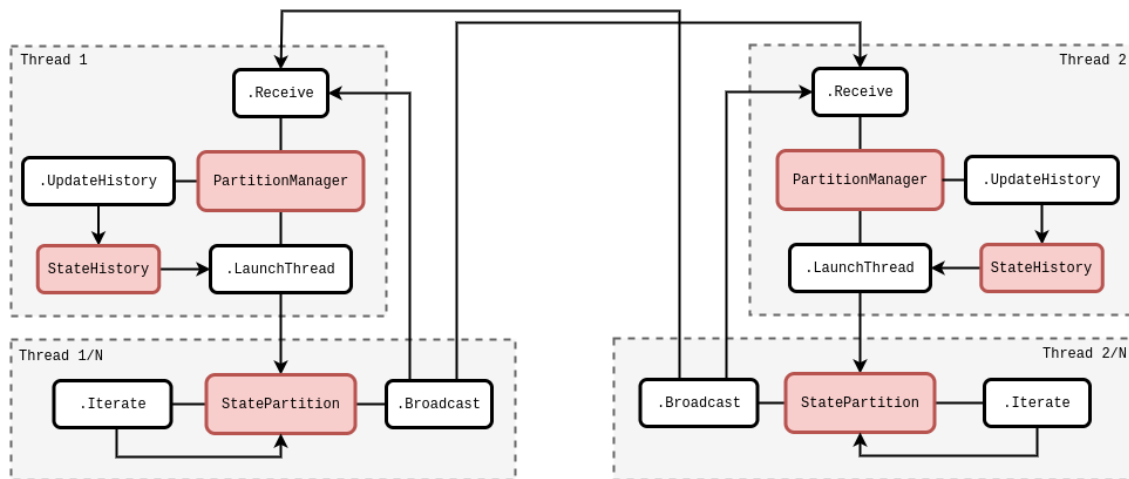 Thread 1
.Receive
.UpdateHistory
PartitionManager
StateHistory
.LaunchThread
Thread 2
.Receive
PartitionManager
.UpdateHistory
.LaunchThread
StateHistory
Thread 1/N
.Iterate
StatePartition
.Broadcast
Thread 2/N
.Broadcast
StatePartition
.Iterate